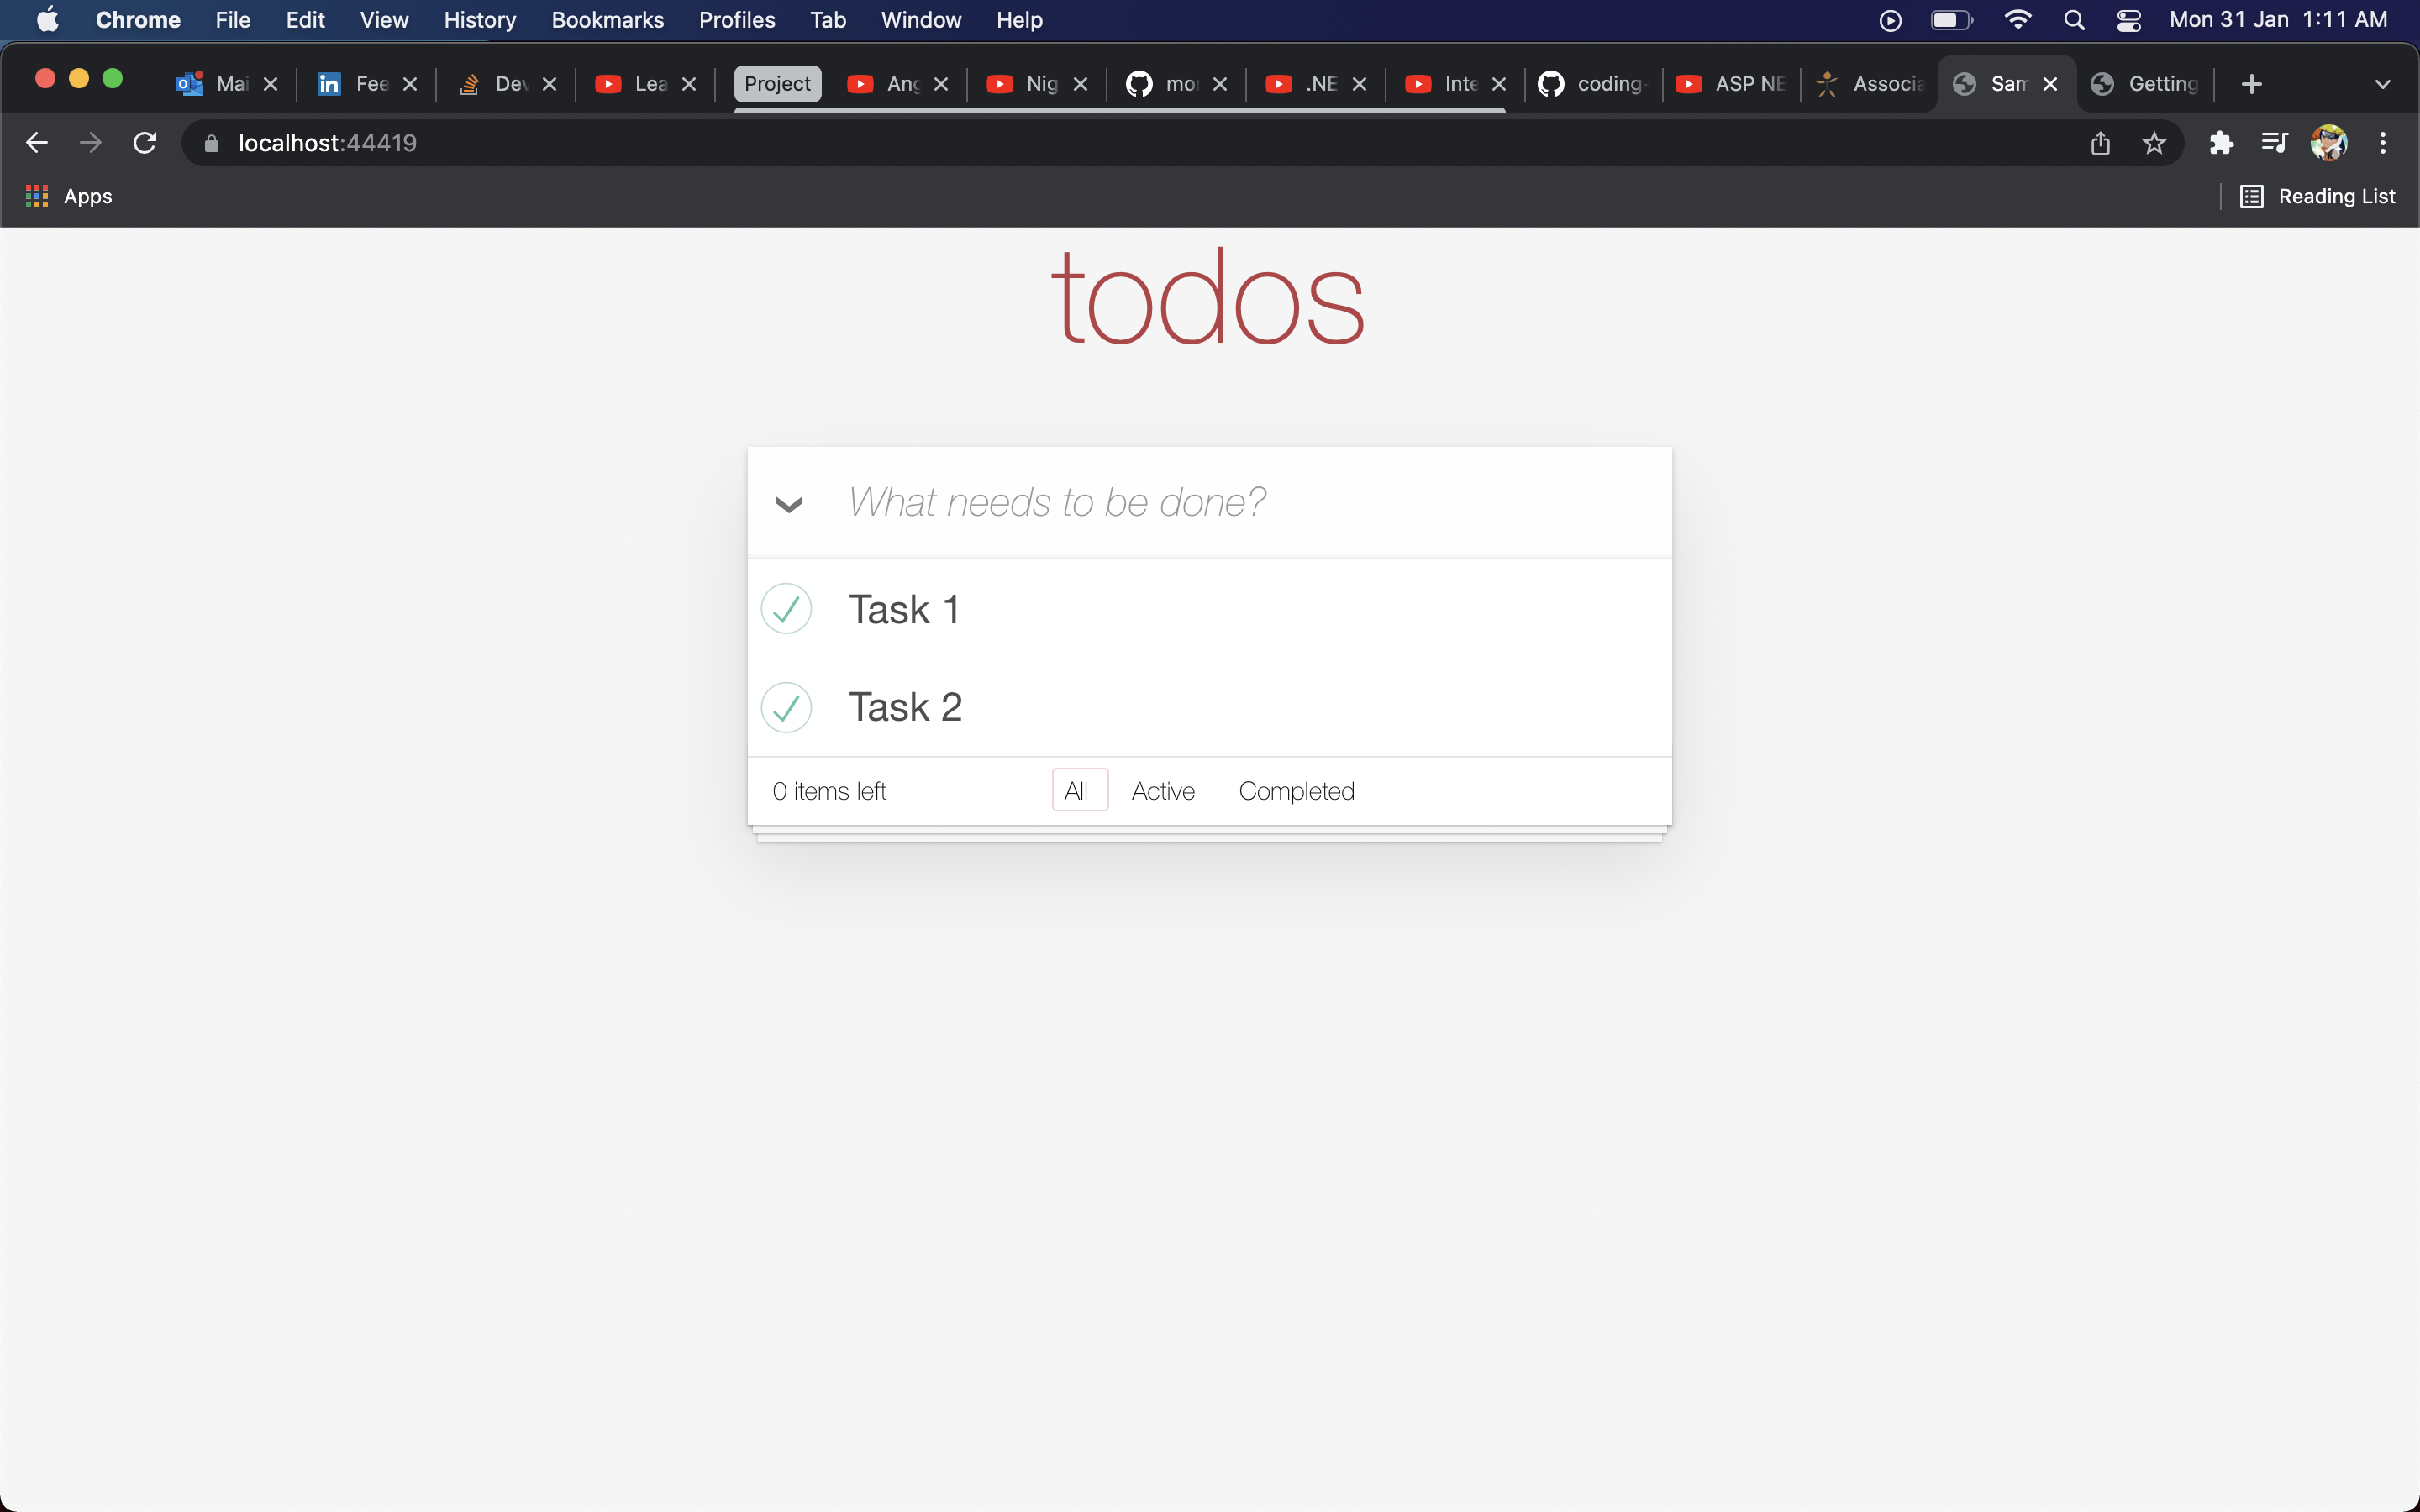 Chrome File Edit View History Bookmarks Profiles Tab Window Help Mon 31 Jan 1:11 AM
Mai Fee Dev Lea Project Ang Nig mo .NE Inte coding- ASP NE Associa Sam Getting
localhost:44419
Apps Reading List
todos
What needs to be done?
Task 1
Task 2
0 items left All Active Completed